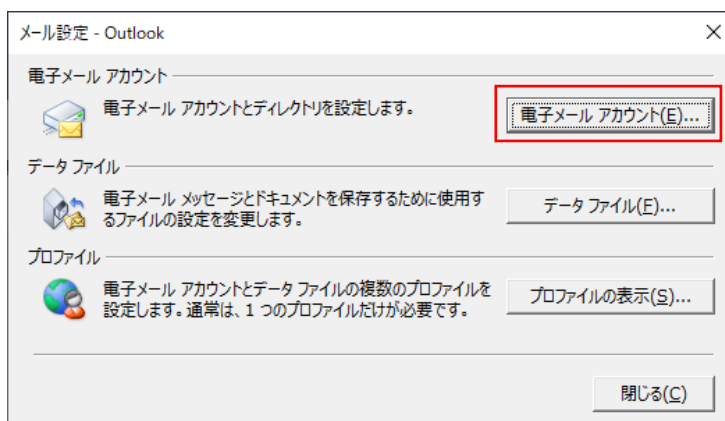 メール設定 - Outlook
電子メール アカウント
電子メール アカウントとディレクトリを設定します。
電子メール アカウント(E)...
データ ファイル
電子メール メッセージとドキュメントを保存するために使用す
るファイルの設定を変更します。
データ ファイル(F)...
プロファイル
電子メール アカウントとデータ ファイルの複数のプロファイルを
設定します。通常は、1 つのプロファイルだけが必要です。
プロファイルの表示(S)...
閉じる(C)